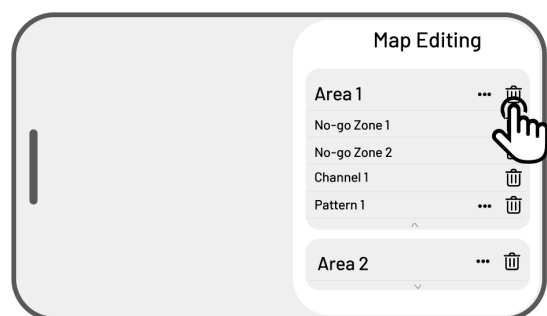 Map Editing
Area 1
No-go Zone 1
No-go Zone 2
Channel 1
Pattern 1
Area 2